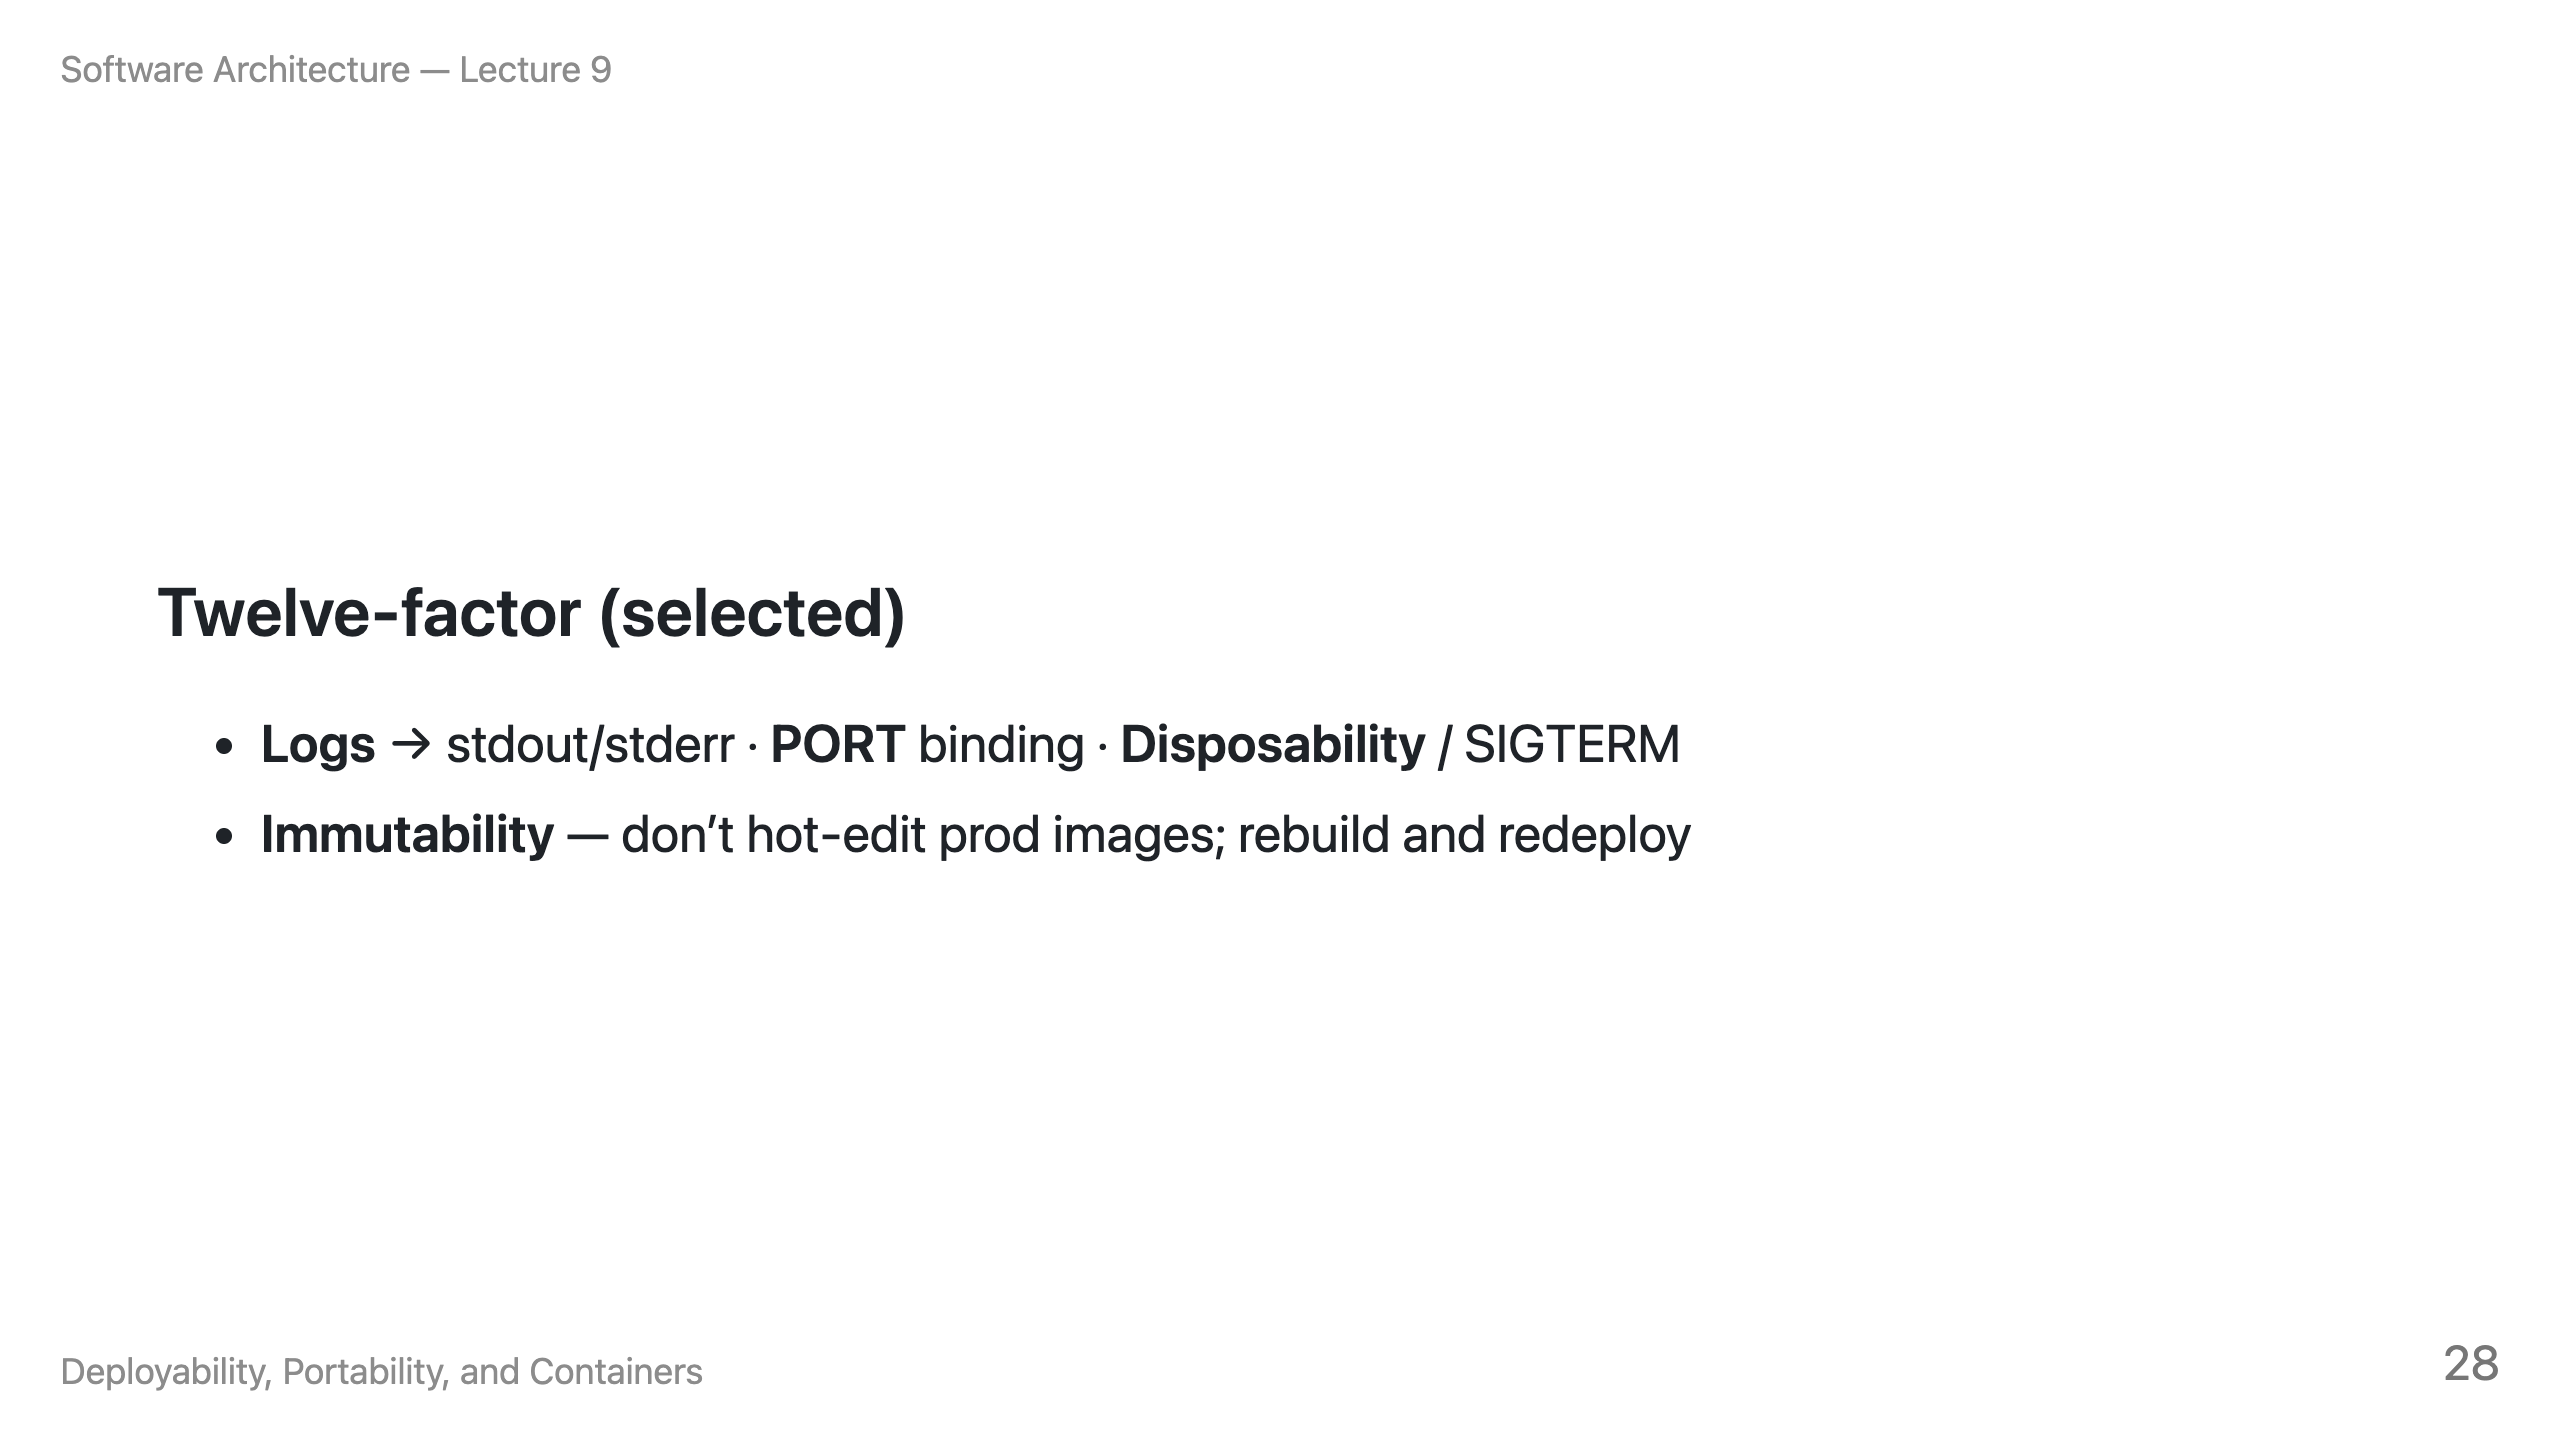 Software Architecture — Lecture 9
Twelve-factor (selected)
• Logs → stdout/stderr · PORT binding · Disposability / SIGTERM
• Immutability — don’t hot-edit prod images; rebuild and redeploy
Deployability, Portability, and Containers
28